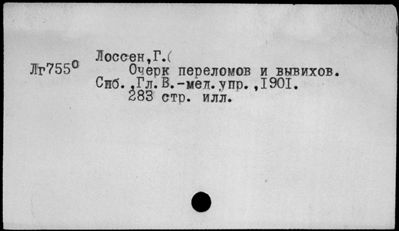 Лоссен,Г.(
Лг755⁰
Очерк переломов и вывихов.
Спб.,Гл.В.-мед.упр.,1901.
283 стр. илл.